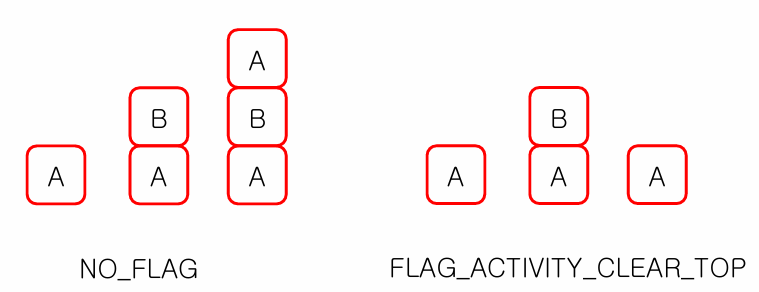 A
B B
A A A A A A
NO_FLAG FLAG_ACTIVITY_CLEAR_TOP